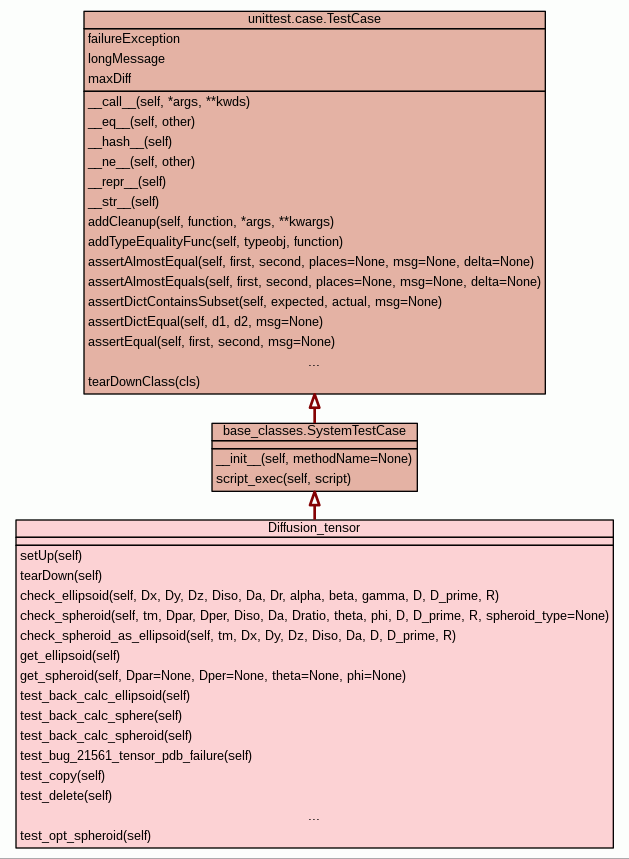 unittest.case.TestCase
failureException
longMessage
maxDiff
__call__(self, *args, **kwds)
__eq__(self, other)
__hash__(self)
__ne__(self, other)
__repr__(self)
__str__(self)
addCleanup(self, function, *args, **kwargs)
addTypeEqualityFunc(self, typeobj, function)
assertAlmostEqual(self, first, second, places=None, msg=None, delta=None)
assertAlmostEquals(self, first, second, places=None, msg=None, delta=None)
assertDictContainsSubset(self, expected, actual, msg=None)
assertDictEqual(self, d1, d2, msg=None)
assertEqual(self, first, second, msg=None)
...
tearDownClass(cls)
base_classes.SystemTestCase
__init__(self, methodName=None)
script_exec(self, script)
Diffusion_tensor
setUp(self)
tearDown(self)
check_ellipsoid(self, Dx, Dy, Dz, Diso, Da, Dr, alpha, beta, gamma, D, D_prime, R)
check_spheroid(self, tm, Dpar, Dper, Diso, Da, Dratio, theta, phi, D, D_prime, R, spheroid_type=None)
check_spheroid_as_ellipsoid(self, tm, Dx, Dy, Dz, Diso, Da, D, D_prime, R)
get_ellipsoid(self)
get_spheroid(self, Dpar=None, Dper=None, theta=None, phi=None)
test_back_calc_ellipsoid(self)
test_back_calc_sphere(self)
test_back_calc_spheroid(self)
test_bug_21561_tensor_pdb_failure(self)
test_copy(self)
test_delete(self)
...
test_opt_spheroid(self)